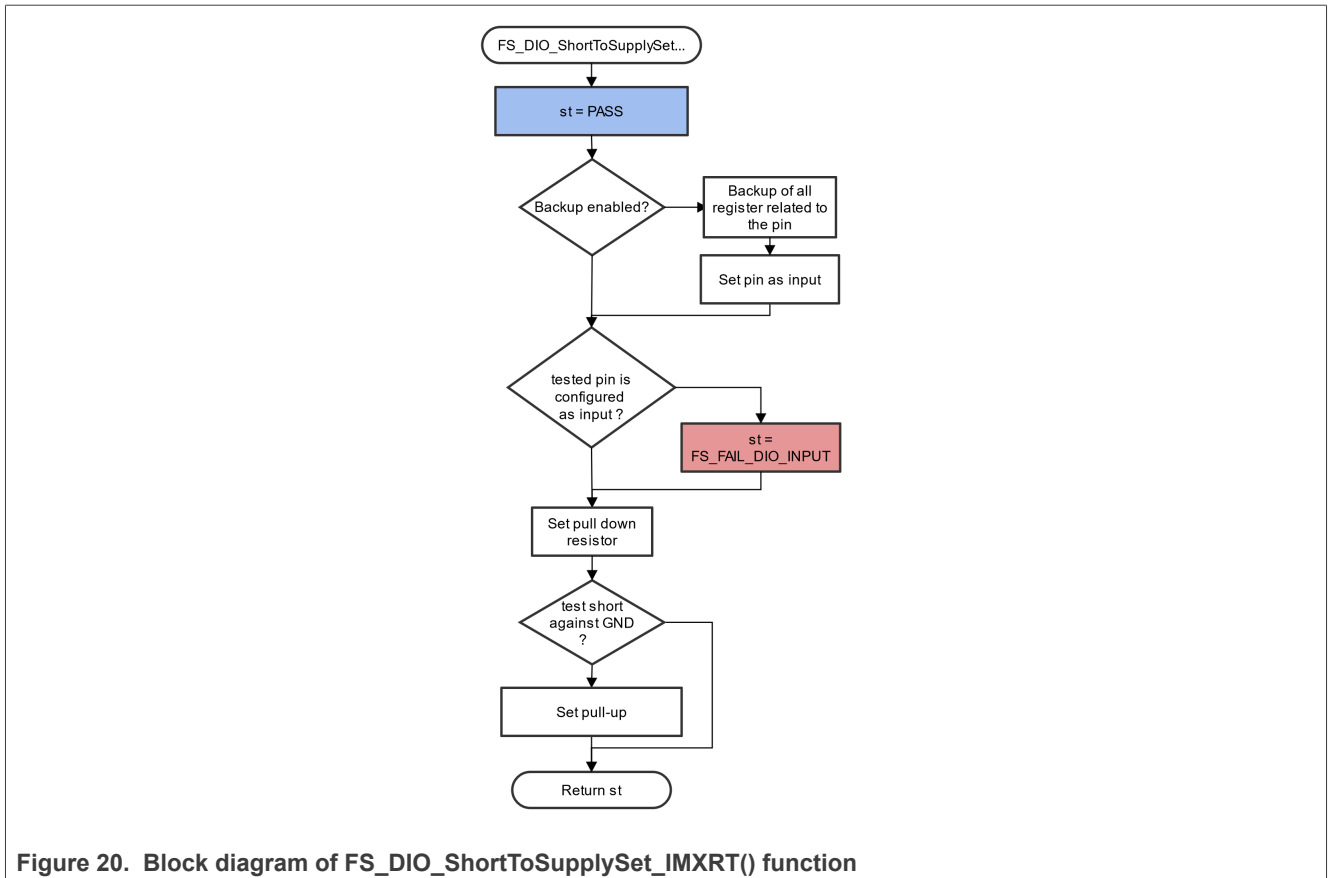 FS_DIO_ShortToSupplySet...
st = PASS
Backup enabled?
Backup of all
register related to
the pin
Set pin as input
tested pin is
configured
as input ?
st =
FS_FAIL_DIO_INPUT
Set pull down
resistor
test short
against GND
?
Set pull-up
Return st
Figure 20. Block diagram of FS_DIO_ShortToSupplySet_IMXRT() function